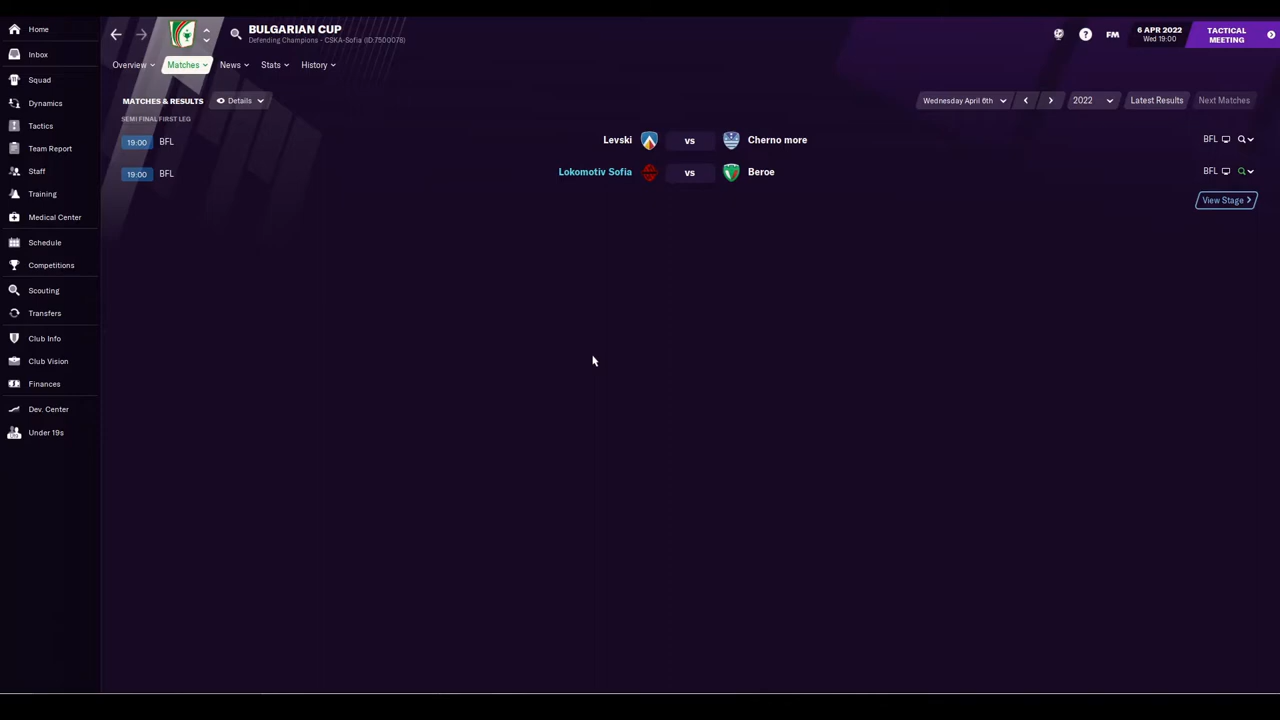 Home
Inbox
Squad
Dynamics
Tactics
Team Report
Staff
Training
Medical Center
Schedule
Competitions
Scouting
Transfers
Club Info
Club Vision
Finances
Dev. Center
Under 19s
BULGARIAN CUP
Defending Champions - CSKA-Sofia (ID:7500078)
FM
6 APR 2022
Wed 19:00
TACTICAL
MEETING
Overview Matches News Stats History
MATCHES & RESULTS Details Wednesday April 6th 2022 Latest Results Next Matches
SEMI FINAL FIRST LEG
19:00 BFL Levski vs Cherno more BFL
19:00 BFL Lokomotiv Sofia vs Beroe BFL
View Stage